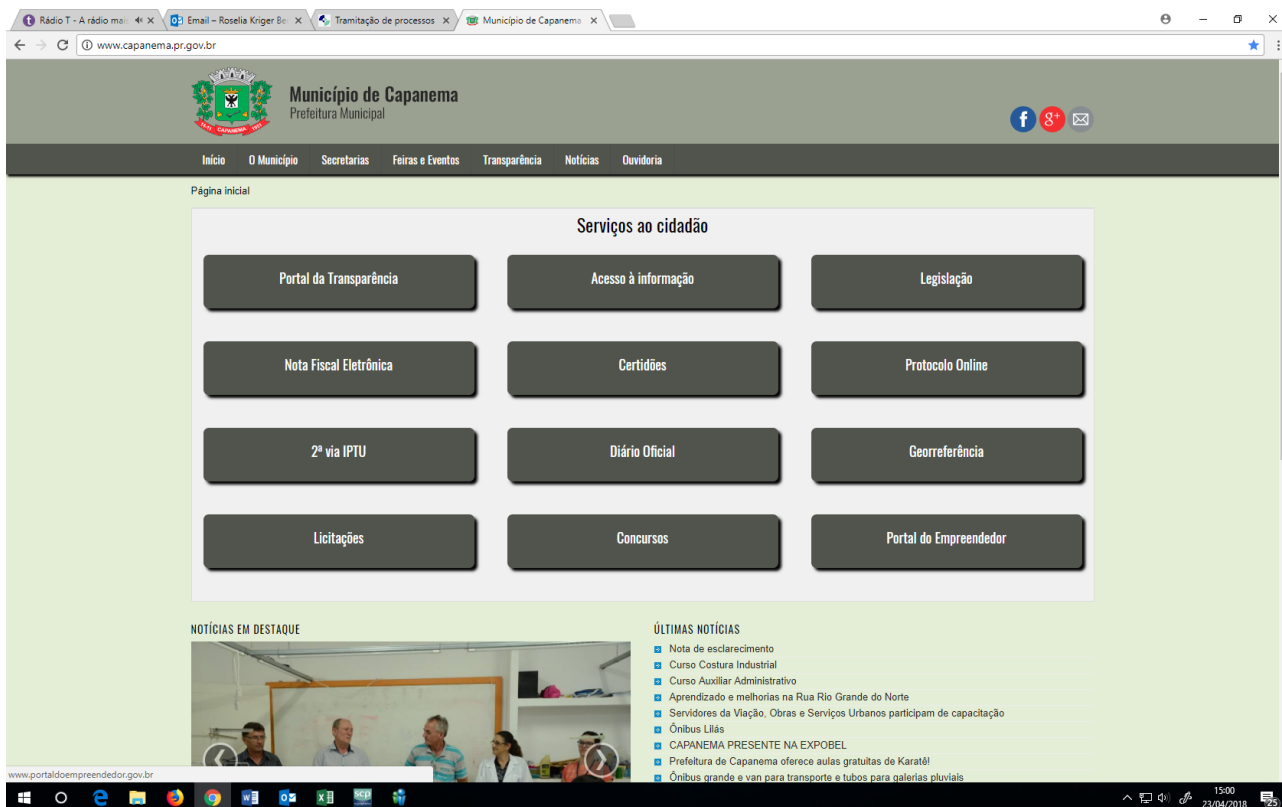 Rádio T - A rádio mais
Email – Roselia Kriger Be
Tramitação de processos
Município de Capanema
www.capanema.pr.gov.br
CAPANEMA
Município de Capanema
Prefeitura Municipal
Início O Município Secretarias Feiras e Eventos Transparência Notícias Ouvidoria
Página inicial
Serviços ao cidadão
Portal da Transparência Acesso à informação Legislação
Nota Fiscal Eletrônica Certidões Protocolo Online
2ª via IPTU Diário Oficial Georreferência
Licitações Concursos Portal do Empreendedor
NOTÍCIAS EM DESTAQUE
ÚLTIMAS NOTÍCIAS
Nota de esclarecimento
Curso Costura Industrial
Curso Auxiliar Administrativo
Aprendizado e melhorias na Rua Rio Grande do Norte
Servidores da Viação, Obras e Serviços Urbanos participam de capacitação
Ônibus Lilás
CAPANEMA PRESENTE NA EXPOBEL
Prefeitura de Capanema oferece aulas gratuitas de Karatê!
Ônibus grande e van para transporte e tubos para galerias pluviais
www.portaldoempreendedor.gov.br
scp
15:00
23/04/2018
25